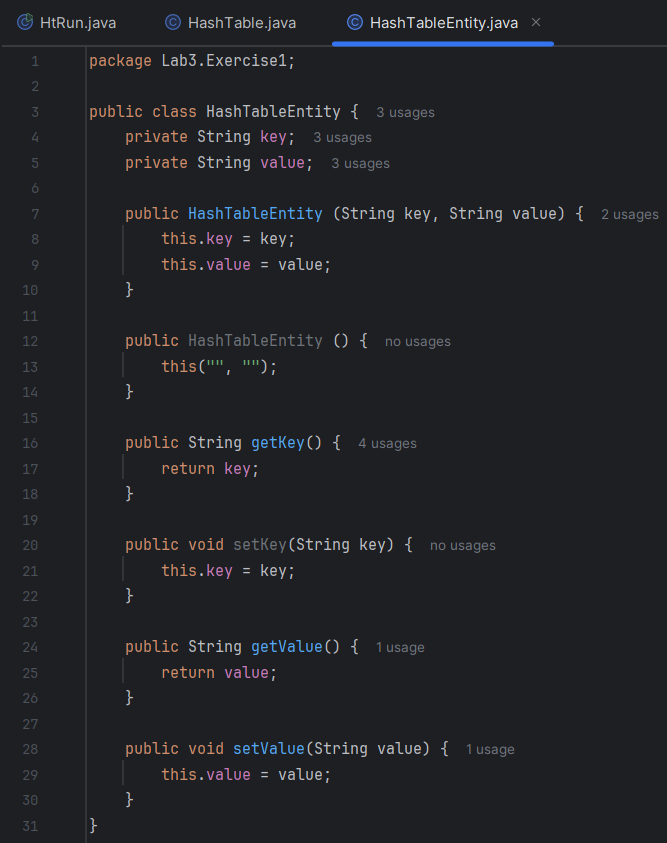 HtRun.java HashTable.java HashTableEntity.java ×
1 package Lab3.Exercise1;
2
3 public class HashTableEntity { 3 usages
4 private String key; 3 usages
5 private String value; 3 usages
6
7 public HashTableEntity (String key, String value) { 2 usages
8 this.key = key;
9 this.value = value;
10 }
11
12 public HashTableEntity () { no usages
13 this("", "");
14 }
15
16 public String getKey() { 4 usages
17 return key;
18 }
19
20 public void setKey(String key) { no usages
21 this.key = key;
22 }
23
24 public String getValue() { 1 usage
25 return value;
26 }
27
28 public void setValue(String value) { 1 usage
29 this.value = value;
30 }
31 }